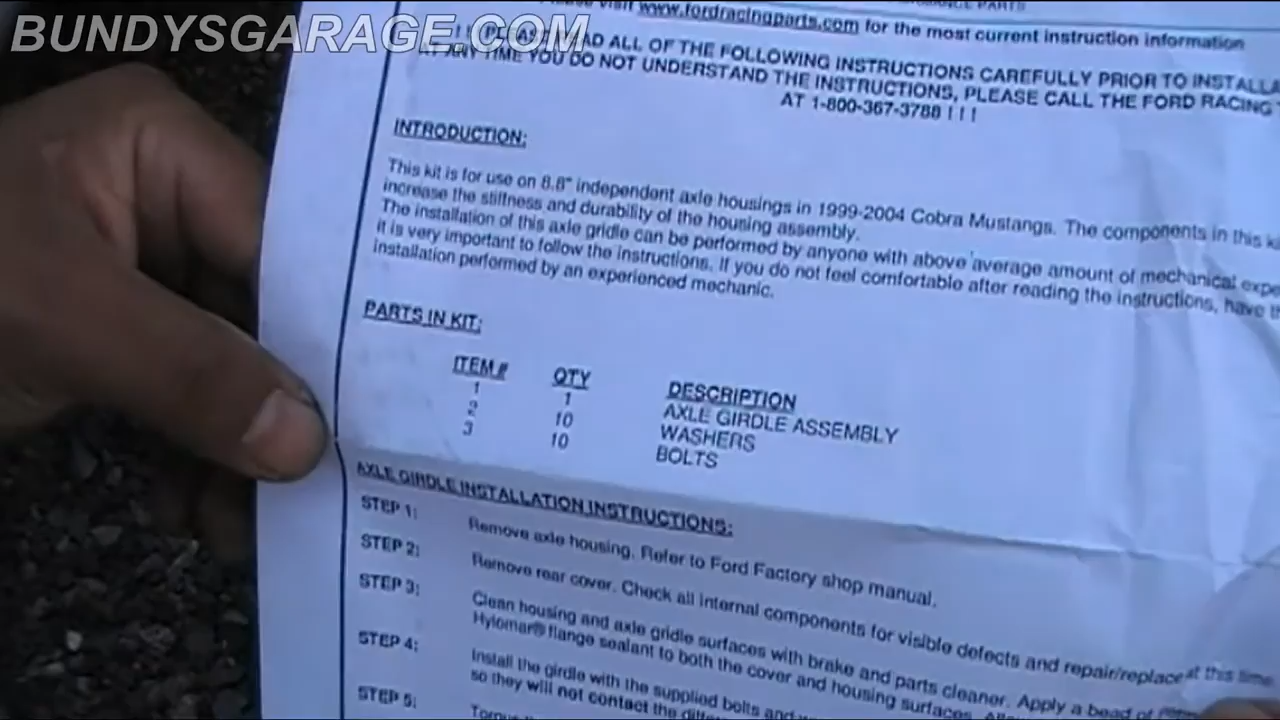 BUNDYSGARAGE.COM
visit www.fordracingparts.com for the most current instruction information
! ! ! PLEASE READ ALL OF THE FOLLOWING INSTRUCTIONS CAREFULLY PRIOR TO
AT ANY TIME YOU DO NOT UNDERSTAND THE INSTRUCTIONS, PLEASE CALL THE FORD RACING
AT 1-800-367-3788 ! ! !
INTRODUCTION:
This kit is for use on 8.8" independent axle housings in 1999-2004 Cobra Mustangs. The components in this
increase the stiffness and durability of the housing assembly.
The installation of this axle gridle can be performed by anyone with above average amount of mechanical
It is very important to follow the instructions. If you do not feel comfortable after reading the instructions, have
installation performed by an experienced mechanic.
PARTS IN KIT:
ITEM # QTY DESCRIPTION
1 1 AXLE GIRDLE ASSEMBLY
2 10 WASHERS
3 10 BOLTS
AXLE GIRDLE INSTALLATION INSTRUCTIONS:
STEP 1: Remove axle housing. Refer to Ford Factory shop manual.
STEP 2: Remove rear cover. Check all internal components for visible defects and repair/replace at this time.
STEP 3: Clean housing and axle gridle surfaces with brake and parts cleaner. Apply a bead of
Hylomar® flange sealant to both the cover and housing surfaces.
STEP 4: Install the girdle with the supplied bolts and
so they will not contact the
STEP 5: